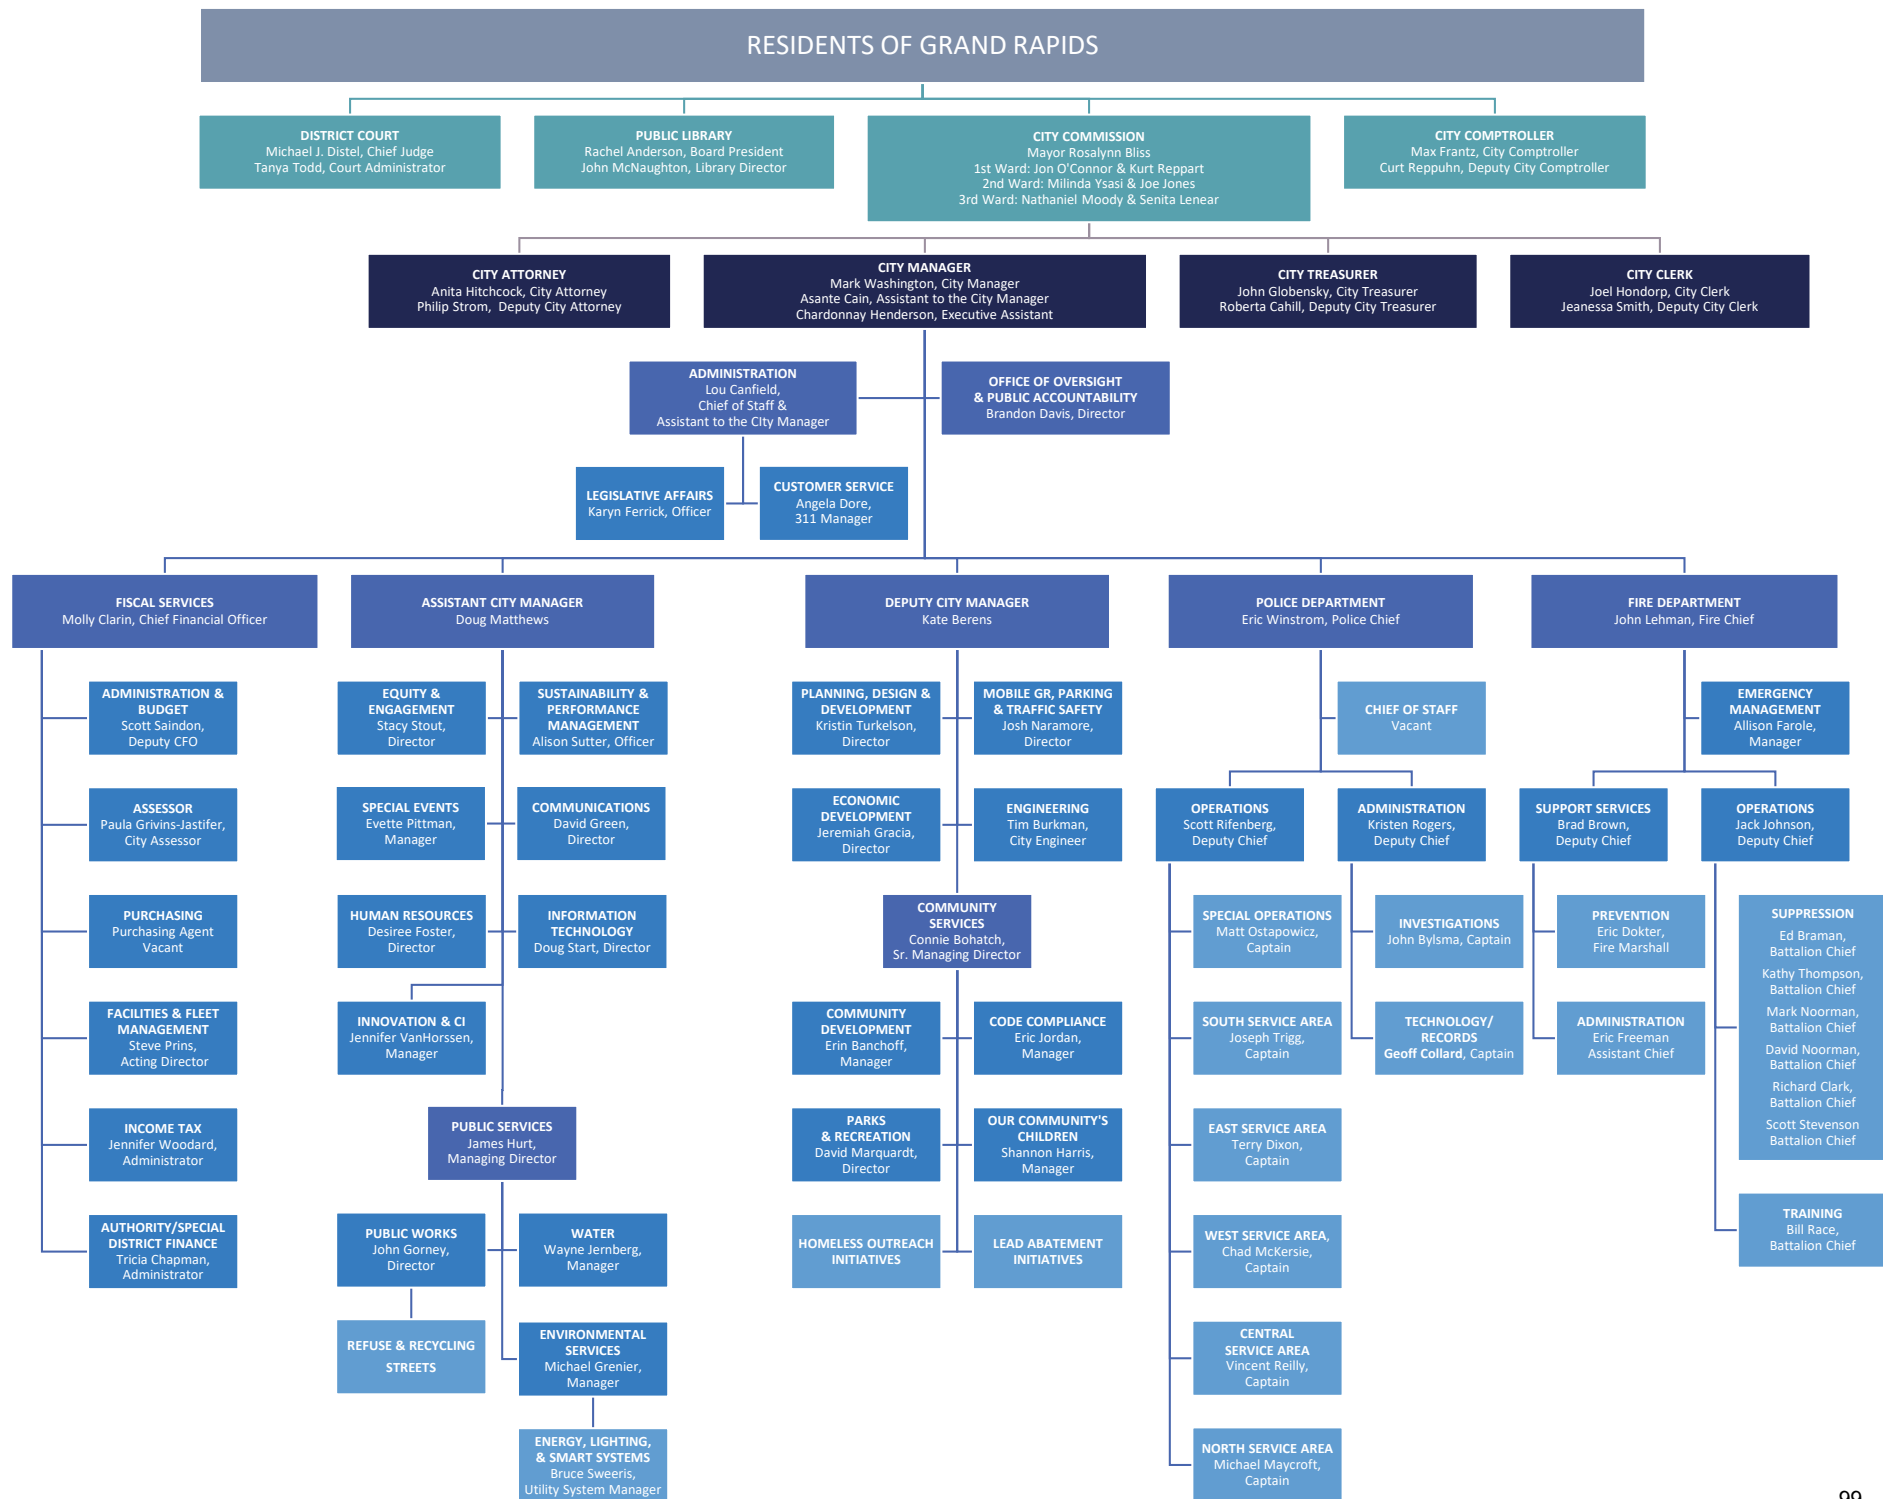 RESIDENTS OF GRAND RAPIDS
DISTRICT COURT
Michael J. Distel, Chief Judge
Tanya Todd, Court Administrator
PUBLIC LIBRARY
Rachel Anderson, Board President
John McNaughton, Library Director
CITY COMMISSION
Mayor Rosalynn Bliss
1st Ward: Jon O'Connor & Kurt Reppart
2nd Ward: Milinda Ysasi & Joe Jones
3rd Ward: Nathaniel Moody & Senita Lenear
CITY COMPTROLLER
Max Frantz, City Comptroller
Curt Reppuhn, Deputy City Comptroller
CITY ATTORNEY
Anita Hitchcock, City Attorney
Philip Strom, Deputy City Attorney
CITY MANAGER
Mark Washington, City Manager
Asante Cain, Assistant to the City Manager
Chardonnay Henderson, Executive Assistant
CITY TREASURER
John Globensky, City Treasurer
Roberta Cahill, Deputy City Treasurer
CITY CLERK
Joel Hondorp, City Clerk
Jeanessa Smith, Deputy City Clerk
ADMINISTRATION
Lou Canfield,
Chief of Staff &
Assistant to the CIty Manager
OFFICE OF OVERSIGHT
& PUBLIC ACCOUNTABILITY
Brandon Davis, Director
LEGISLATIVE AFFAIRS
Karyn Ferrick, Officer
CUSTOMER SERVICE
Angela Dore,
311 Manager
FISCAL SERVICES
Molly Clarin, Chief Financial Officer
ASSISTANT CITY MANAGER
Doug Matthews
DEPUTY CITY MANAGER
Kate Berens
POLICE DEPARTMENT
Eric Winstrom, Police Chief
FIRE DEPARTMENT
John Lehman, Fire Chief
ADMINISTRATION &
BUDGET
Scott Saindon,
Deputy CFO
ASSESSOR
Paula Grivins-Jastifer,
City Assessor
PURCHASING
Purchasing Agent
Vacant
FACILITIES & FLEET
MANAGEMENT
Steve Prins,
Acting Director
INCOME TAX
Jennifer Woodard,
Administrator
AUTHORITY/SPECIAL
DISTRICT FINANCE
Tricia Chapman,
Administrator
EQUITY &
ENGAGEMENT
Stacy Stout,
Director
SUSTAINABILITY &
PERFORMANCE
MANAGEMENT
Alison Sutter, Officer
SPECIAL EVENTS
Evette Pittman,
Manager
COMMUNICATIONS
David Green,
Director
HUMAN RESOURCES
Desiree Foster,
Director
INFORMATION
TECHNOLOGY
Doug Start, Director
INNOVATION & CI
Jennifer VanHorssen,
Manager
PUBLIC SERVICES
James Hurt,
Managing Director
PUBLIC WORKS
John Gorney,
Director
WATER
Wayne Jernberg,
Manager
REFUSE & RECYCLING
STREETS
ENVIRONMENTAL
SERVICES
Michael Grenier,
Manager
ENERGY, LIGHTING,
& SMART SYSTEMS
Bruce Sweeris,
Utility System Manager
PLANNING, DESIGN &
DEVELOPMENT
Kristin Turkelson,
Director
MOBILE GR, PARKING
& TRAFFIC SAFETY
Josh Naramore,
Director
ECONOMIC
DEVELOPMENT
Jeremiah Gracia,
Director
ENGINEERING
Tim Burkman,
City Engineer
COMMUNITY
SERVICES
Connie Bohatch,
Sr. Managing Director
COMMUNITY
DEVELOPMENT
Erin Banchoff,
Manager
CODE COMPLIANCE
Eric Jordan,
Manager
PARKS
& RECREATION
David Marquardt,
Director
OUR COMMUNITY'S
CHILDREN
Shannon Harris,
Manager
HOMELESS OUTREACH
INITIATIVES
LEAD ABATEMENT
INITIATIVES
CHIEF OF STAFF
Vacant
OPERATIONS
Scott Rifenberg,
Deputy Chief
ADMINISTRATION
Kristen Rogers,
Deputy Chief
SPECIAL OPERATIONS
Matt Ostapowicz,
Captain
INVESTIGATIONS
John Bylsma, Captain
SOUTH SERVICE AREA
Joseph Trigg,
Captain
TECHNOLOGY/
RECORDS
Geoff Collard, Captain
EAST SERVICE AREA
Terry Dixon,
Captain
WEST SERVICE AREA,
Chad McKersie,
Captain
CENTRAL
SERVICE AREA
Vincent Reilly,
Captain
NORTH SERVICE AREA
Michael Maycroft,
Captain
EMERGENCY
MANAGEMENT
Allison Farole,
Manager
SUPPORT SERVICES
Brad Brown,
Deputy Chief
OPERATIONS
Jack Johnson,
Deputy Chief
PREVENTION
Eric Dokter,
Fire Marshall
ADMINISTRATION
Eric Freeman
Assistant Chief
SUPPRESSION
Ed Braman,
Battalion Chief
Kathy Thompson,
Battalion Chief
Mark Noorman,
Battalion Chief
David Noorman,
Battalion Chief
Richard Clark,
Battalion Chief
Scott Stevenson
Battalion Chief
TRAINING
Bill Race,
Battalion Chief
99